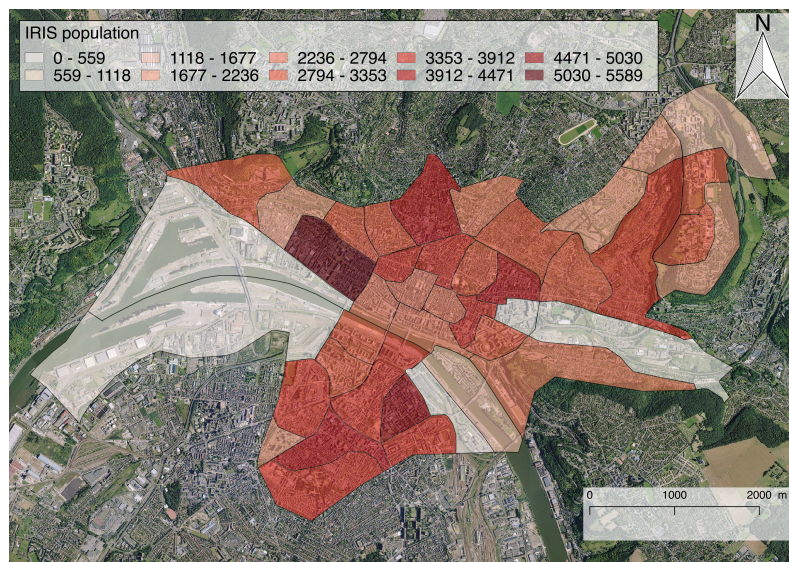 IRIS population
0 - 559 1118 - 1677 2236 - 2794 3353 - 3912 4471 - 5030
559 - 1118 1677 - 2236 2794 - 3353 3912 - 4471 5030 - 5589
N
0 1000 2000 m